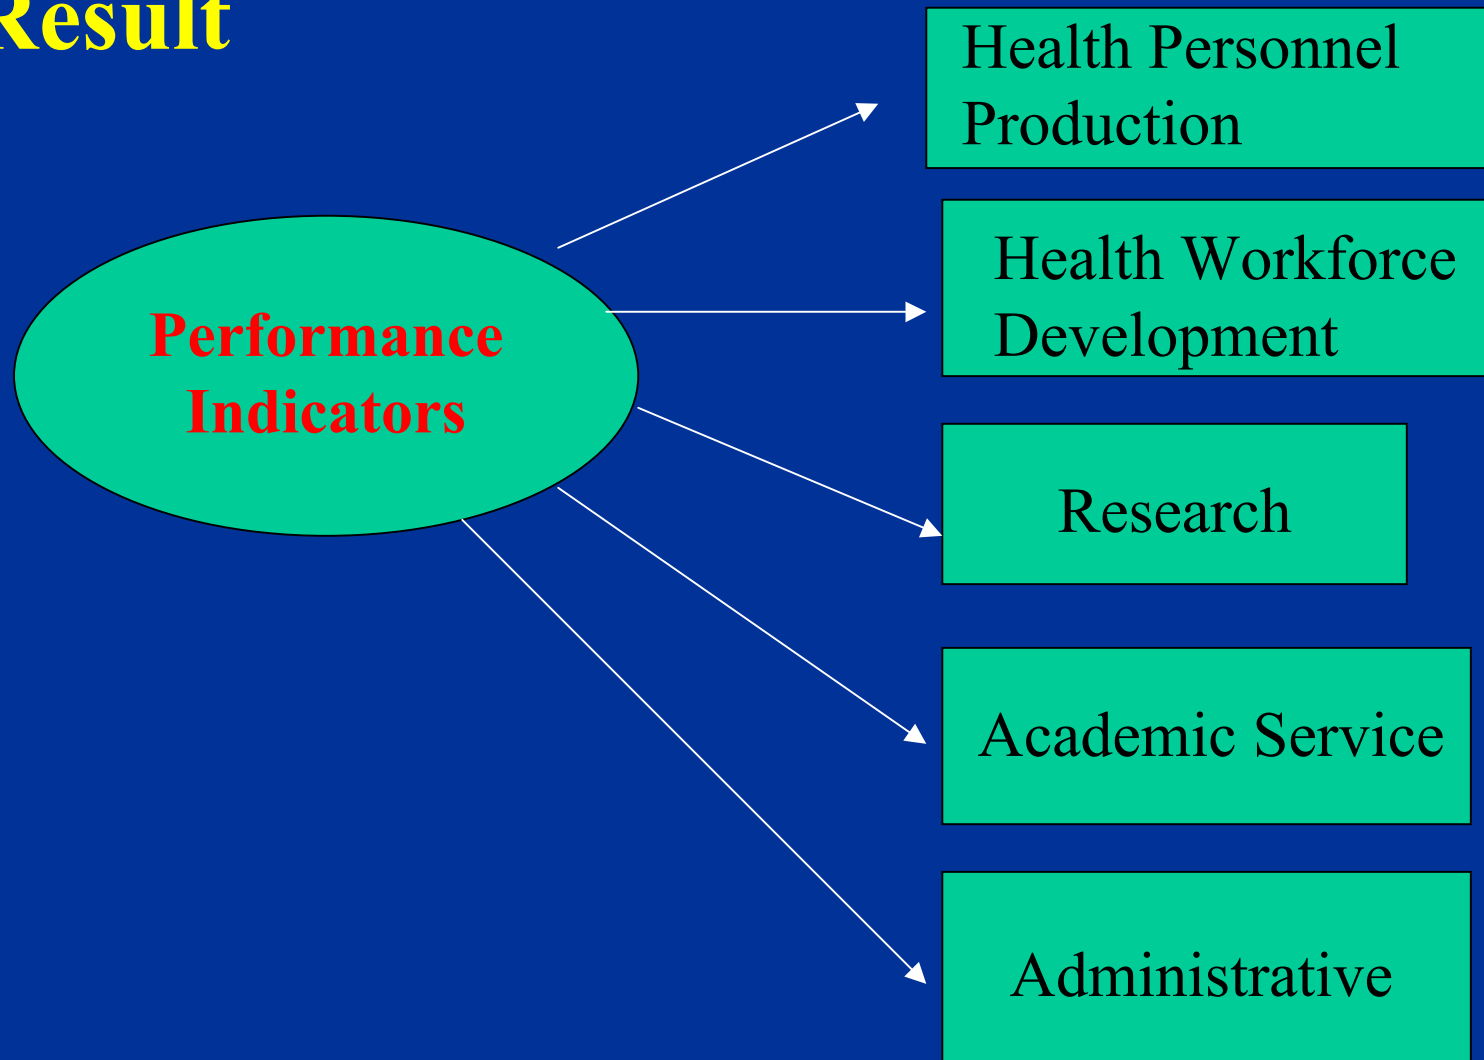 Result
Health Personnel
Production
Health Workforce
Development
Performance
Indicators
Research
Academic Service
Administrative